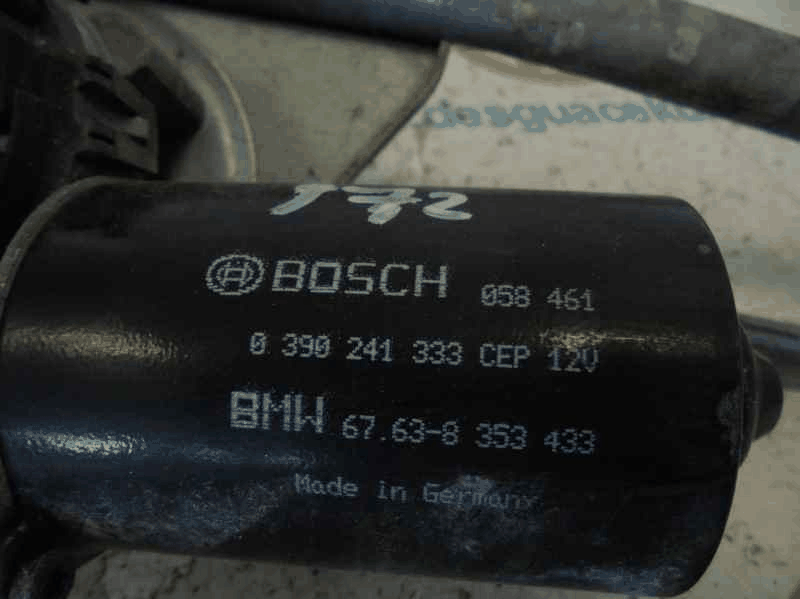 desguaces
172
BOSCH 058 461
0 390 241 333 CEP 12V
BMW 67.63-8 353 433
Made in Germany